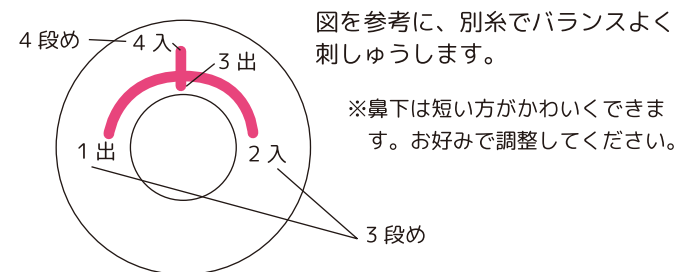 図を参考に、別糸でバランスよく
刺しゅうします。
※鼻下は短い方がかわいくできま
す。お好みで調整してください。
4段め
4入
3出
1出
2入
3段め